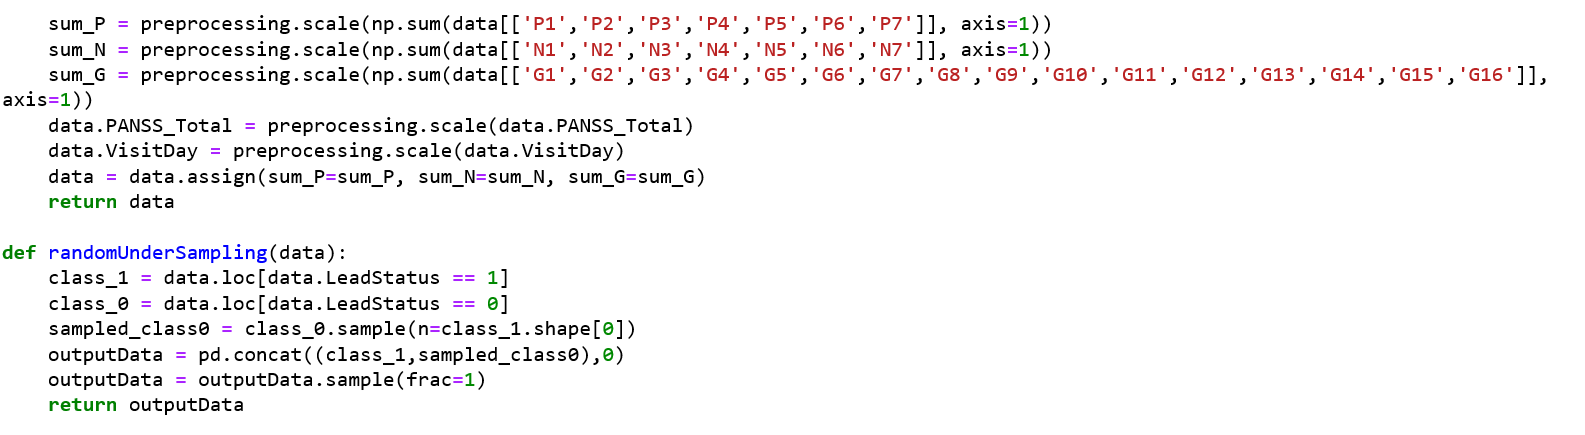 sum_P = preprocessing.scale(np.sum(data[['P1','P2','P3','P4','P5','P6','P7']], axis=1))
    sum_N = preprocessing.scale(np.sum(data[['N1','N2','N3','N4','N5','N6','N7']], axis=1))
    sum_G = preprocessing.scale(np.sum(data[['G1','G2','G3','G4','G5','G6','G7','G8','G9','G10','G11','G12','G13','G14','G15','G16']],
axis=1))
    data.PANSS_Total = preprocessing.scale(data.PANSS_Total)
    data.VisitDay = preprocessing.scale(data.VisitDay)
    data = data.assign(sum_P=sum_P, sum_N=sum_N, sum_G=sum_G)
    return data

def randomUnderSampling(data):
    class_1 = data.loc[data.LeadStatus == 1]
    class_0 = data.loc[data.LeadStatus == 0]
    sampled_class0 = class_0.sample(n=class_1.shape[0])
    outputData = pd.concat((class_1,sampled_class0),0)
    outputData = outputData.sample(frac=1)
    return outputData